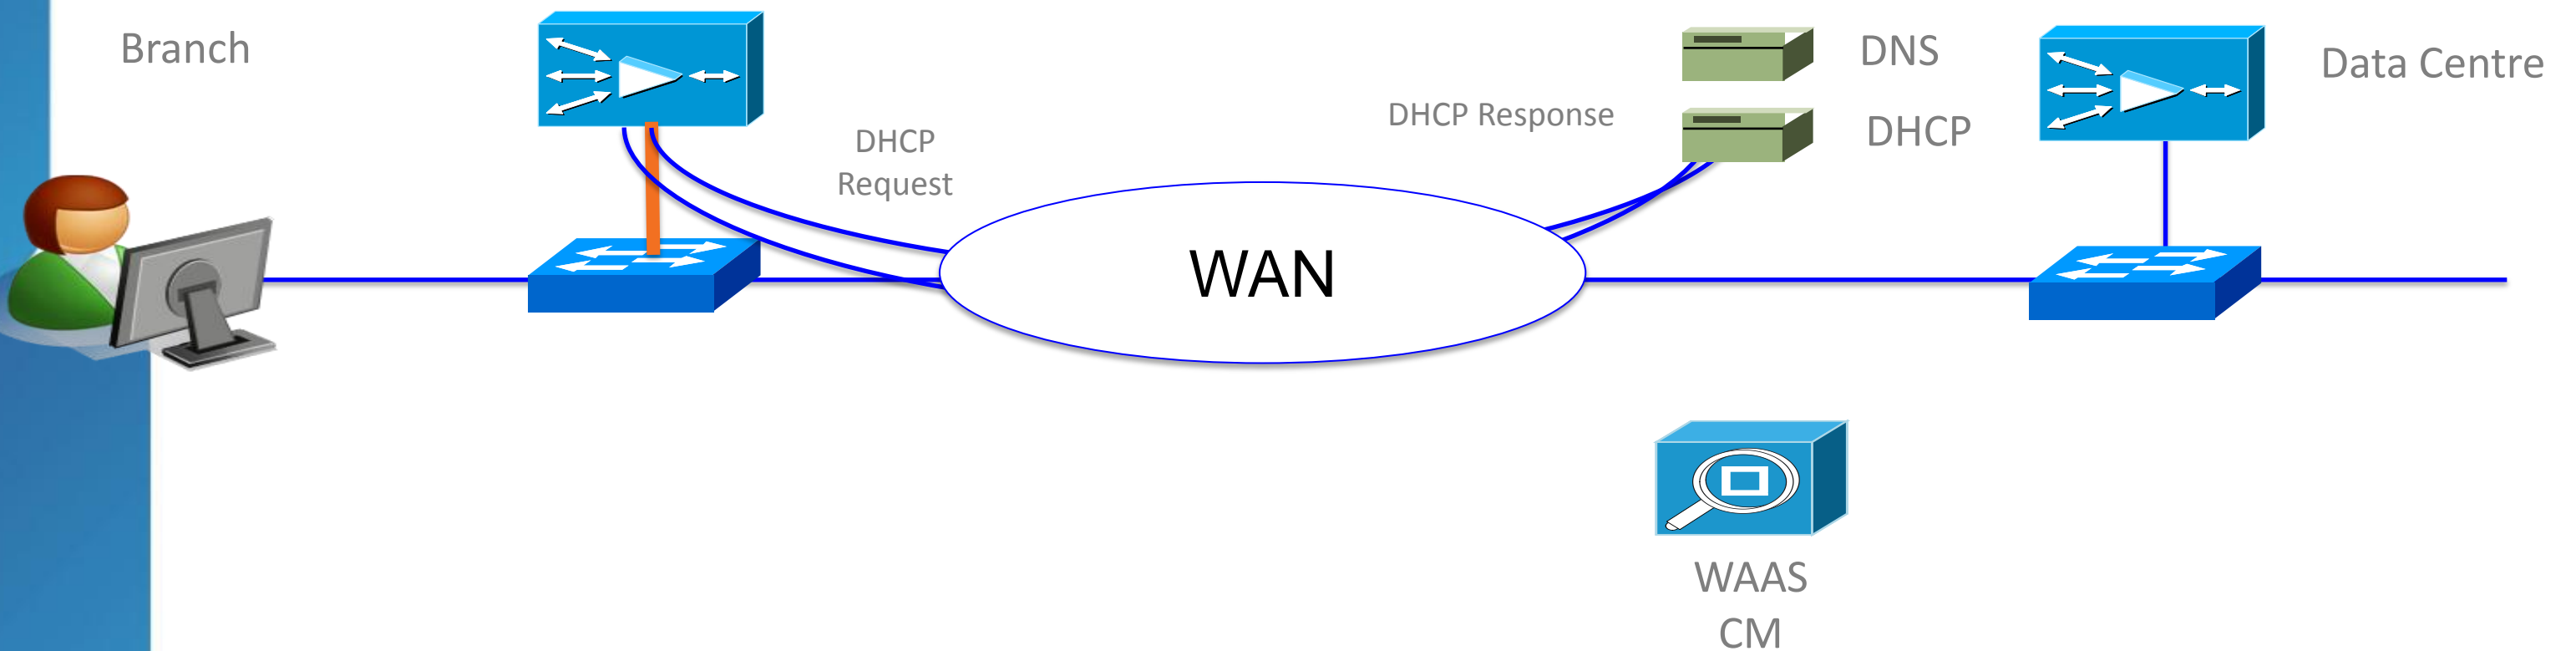 Branch
DNS
Data Centre
DHCP Response
DHCP
DHCP
Request
WAN
WAAS
CM